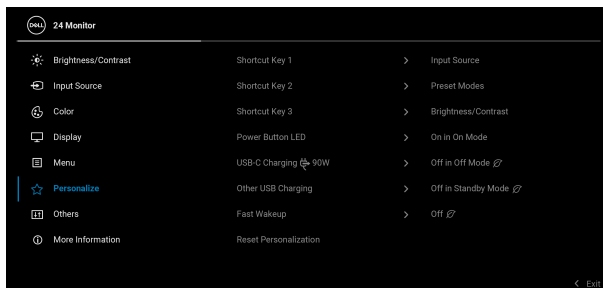 DELL 24 Monitor
Brightness/Contrast Shortcut Key 1 > Input Source
Input Source Shortcut Key 2 > Preset Modes
Color Shortcut Key 3 > Brightness/Contrast
Display Power Button LED > On in On Mode
Menu USB-C Charging 90W > Off in Off Mode
Personalize Other USB Charging > Off in Standby Mode
Others Fast Wakeup > Off
More Information Reset Personalization
< Exit